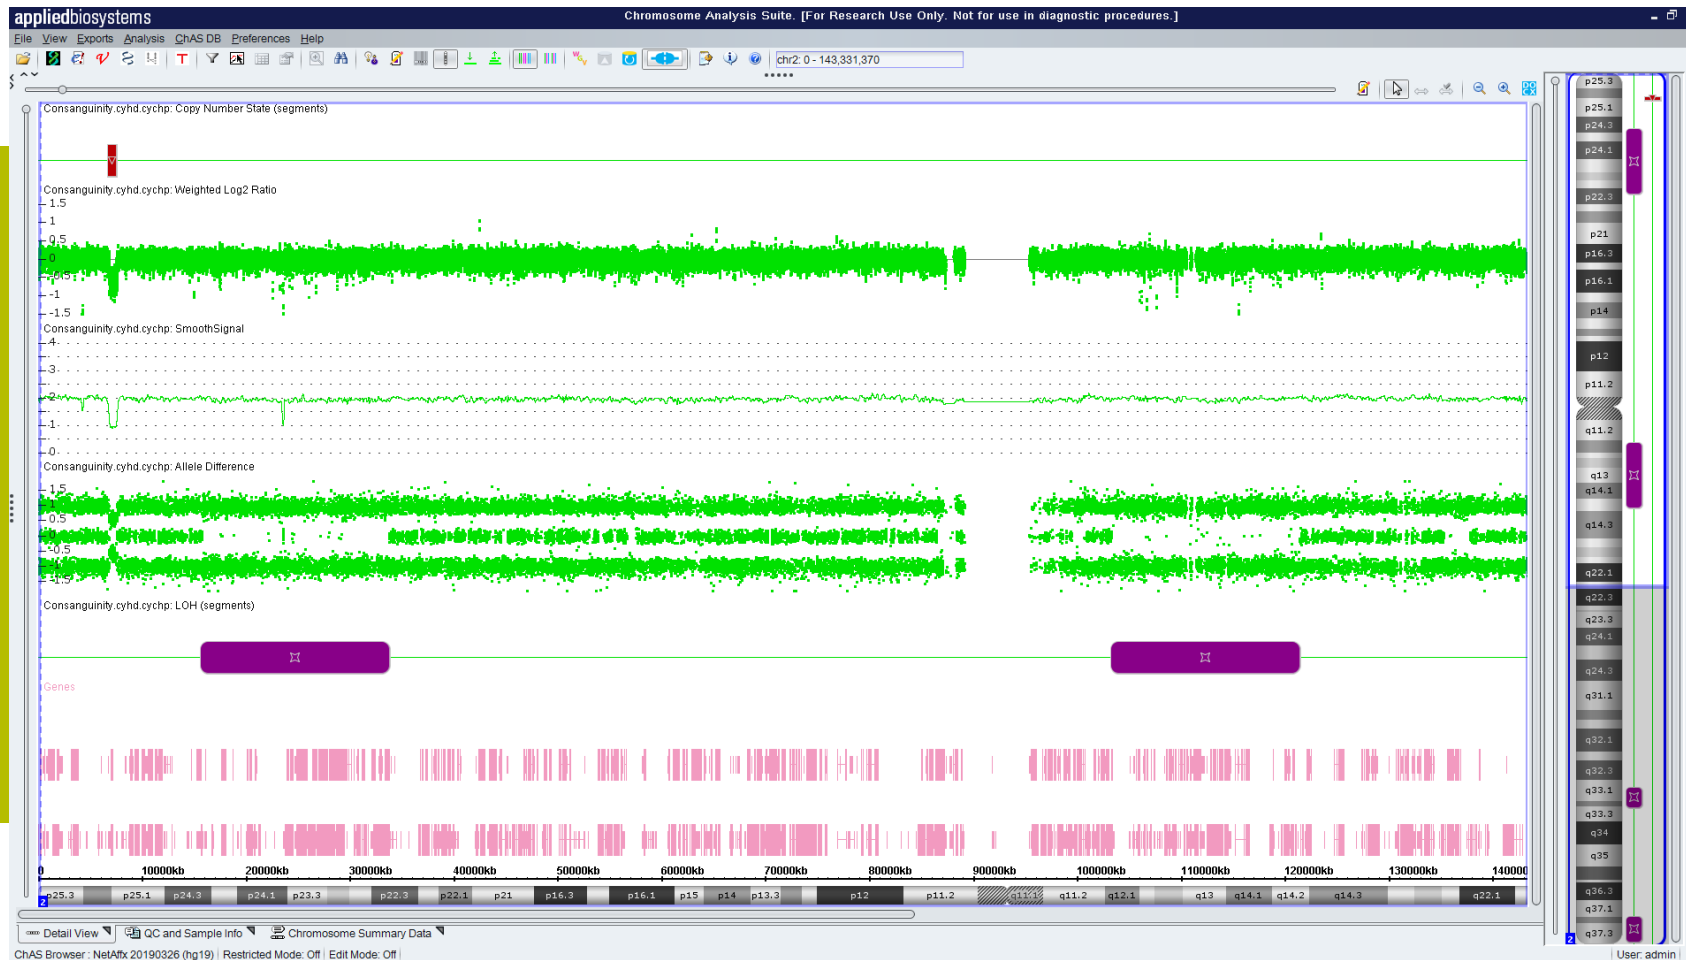 appliedbiosystems
Chromosome Analysis Suite. [For Research Use Only. Not for use in diagnostic procedures.]
File View Exports Analysis ChAS DB Preferences Help
chr2: 0 - 143,331,370
Consanguinity.cyhd.cychp: Copy Number State (segments)
Consanguinity.cyhd.cychp: Weighted Log2 Ratio
1.5
1
0.5
0
-0.5
-1
-1.5
Consanguinity.cyhd.cychp: SmoothSignal
4
3
2
1
0
Consanguinity.cyhd.cychp: Allele Difference
1.5
1
0.5
0
-0.5
-1
-1.5
Consanguinity.cyhd.cychp: LOH (segments)
Genes
0 10000kb 20000kb 30000kb 40000kb 50000kb 60000kb 70000kb 80000kb 90000kb 100000kb 110000kb 120000kb 130000kb 140000
2 p25.3 p25.1 p24.3 p24.1 p23.3 p22.3 p22.1 p21 p16.3 p16.1 p15 p14 p13.3 p12 p11.2 q11.1 q11.2 q12.1 q13 q14.1 q14.2 q14.3 q22.1
p25.3
p25.1
p24.3
p24.1
p22.3
p21
p16.3
p16.1
p14
p12
p11.2
q11.2
q13
q14.1
q14.3
q22.1
q22.3
q23.3
q24.1
q24.3
q31.1
q32.1
q32.3
q33.1
q33.3
q34
q35
q36.3
q37.1
q37.3
2
Detail View QC and Sample Info Chromosome Summary Data
ChAS Browser : NetAffx 20190326 (hg19) Restricted Mode: Off Edit Mode: Off User: admin